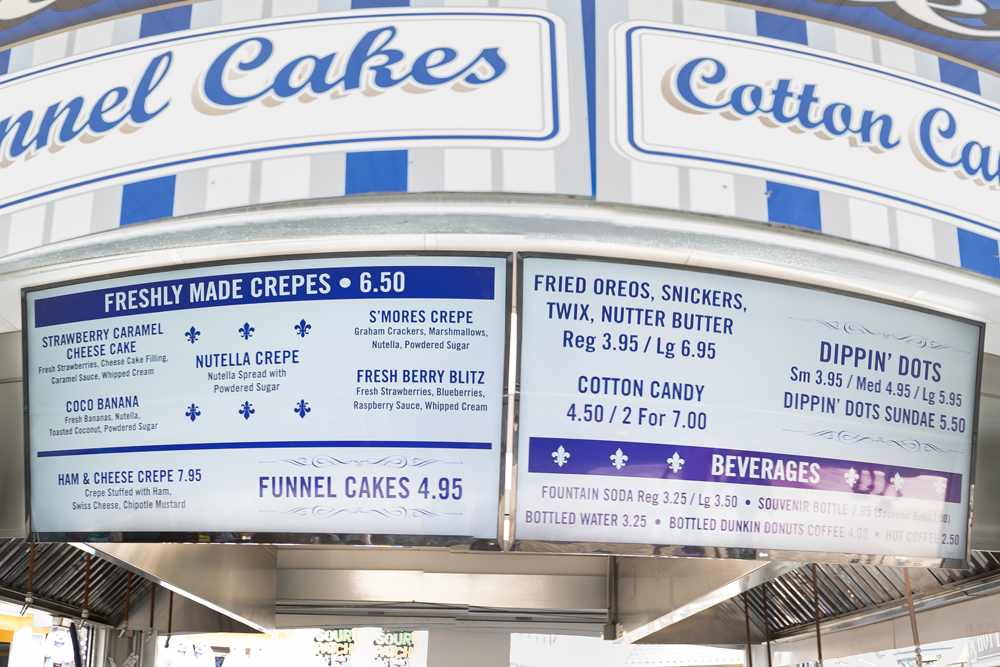 nnel Cakes
Cotton Ca
FRESHLY MADE CREPES • 6.50
STRAWBERRY CARAMEL
CHEESE CAKE
Fresh Strawberries, Cheese Cake Filling,
Caramel Sauce, Whipped Cream
COCO BANANA
Fresh Bananas, Nutella,
Toasted Coconut, Powdered Sugar
NUTELLA CREPE
Nutella Spread with
Powdered Sugar
S'MORES CREPE
Graham Crackers, Marshmallows,
Nutella, Powdered Sugar
FRESH BERRY BLITZ
Fresh Strawberries, Blueberries,
Raspberry Sauce, Whipped Cream
HAM & CHEESE CREPE 7.95
Crepe Stuffed with Ham,
Swiss Cheese, Chipotle Mustard
FUNNEL CAKES 4.95
FRIED OREOS, SNICKERS,
TWIX, NUTTER BUTTER
Reg 3.95 / Lg 6.95
COTTON CANDY
4.50 / 2 For 7.00
DIPPIN' DOTS
Sm 3.95 / Med 4.95 / Lg 5.95
DIPPIN' DOTS SUNDAE 5.50
BEVERAGES
FOUNTAIN SODA Reg 3.25 / Lg 3.50 • SOUVENIR BOTTLE 7.95
BOTTLED WATER 3.25 • BOTTLED DUNKIN DONUTS COFFEE 4.00 • HOT COFFEE 2.50
SOUR
SOUR
PATCH